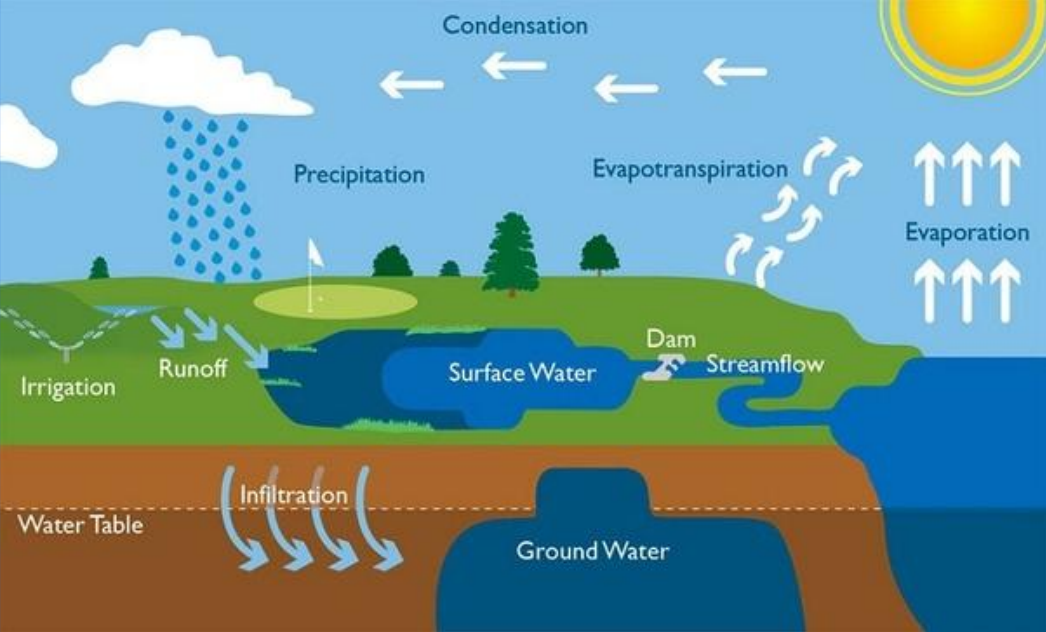 Condensation
Precipitation
Evapotranspiration
Evaporation
Dam
Streamflow
Runoff
Surface Water
Irrigation
Infiltration
Water Table
Ground Water